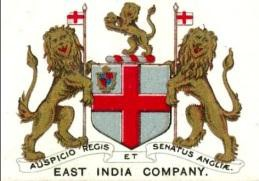 AUSPICIO REGIS ET SENATUS ANGLIÆ.
EAST INDIA COMPANY.